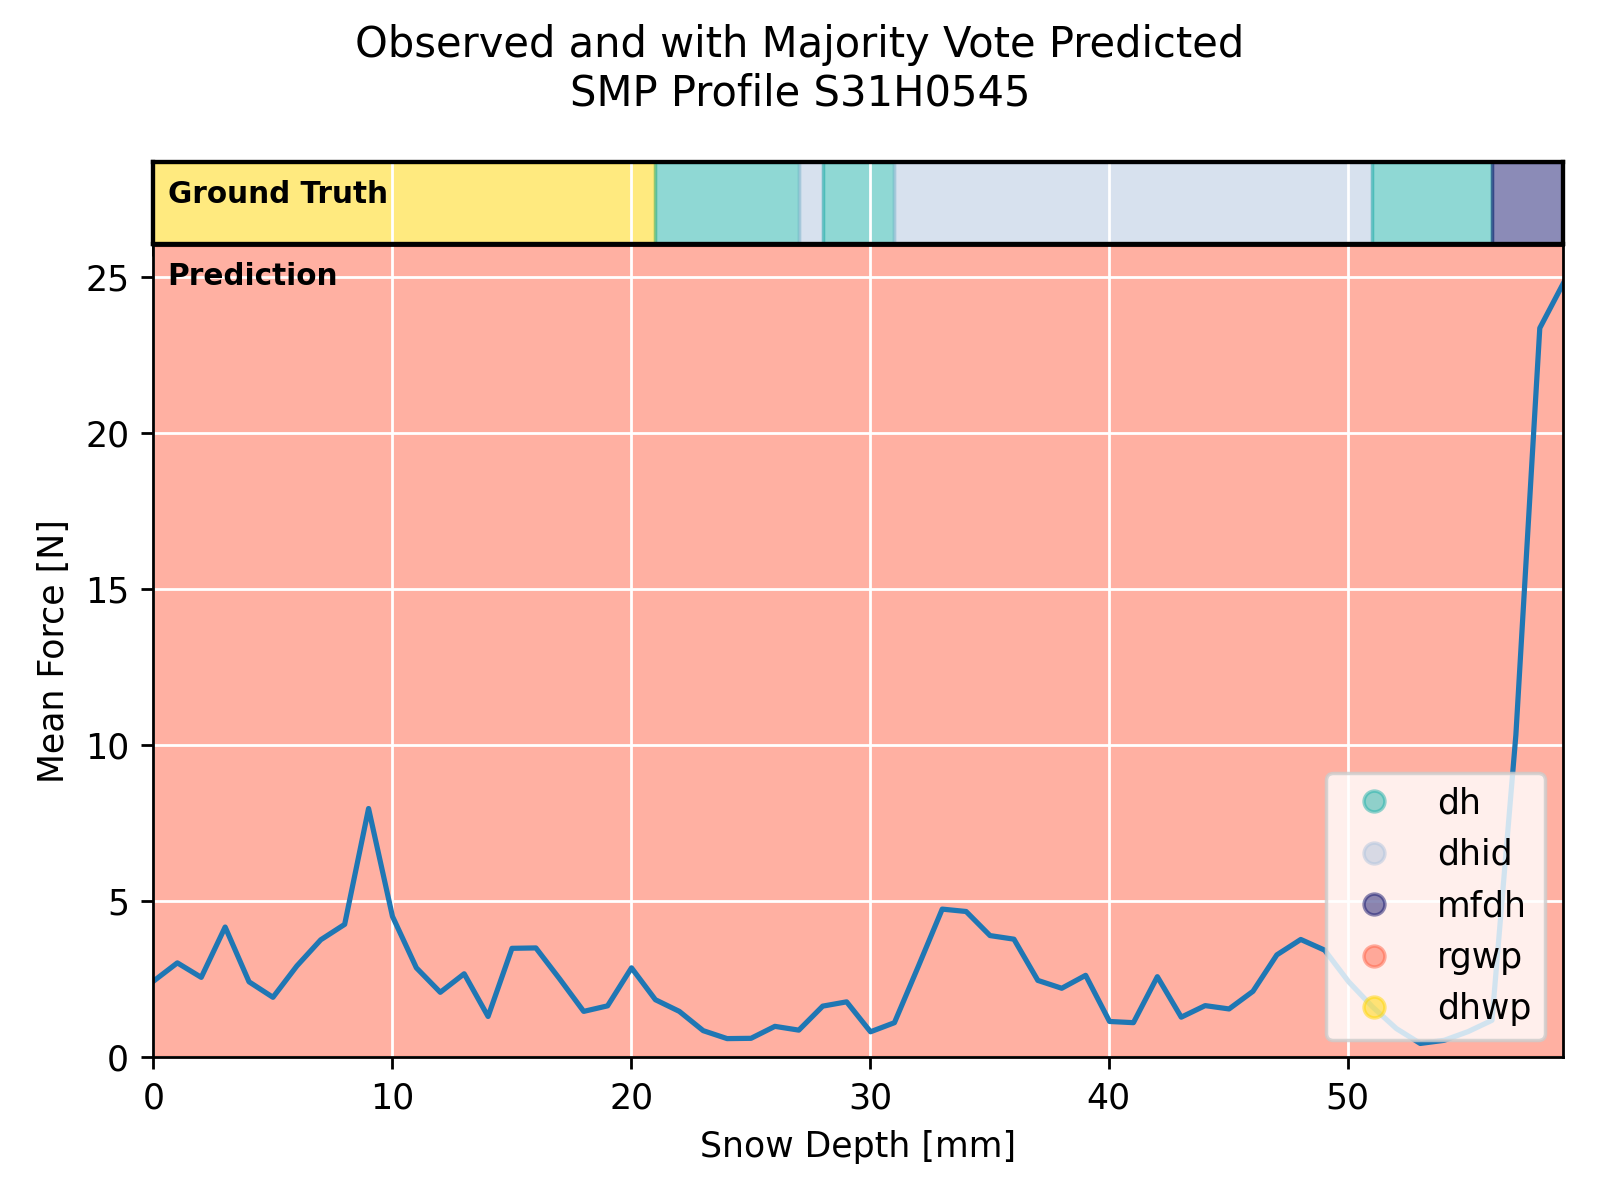 Observed and with Majority Vote Predicted
SMP Profile S31H0545
Ground Truth
Prediction
25
20
15
10
5
0
Mean Force [N]
dh
dhid
mfdh
rgwp
dhwp
0 10 20 30 40 50
Snow Depth [mm]